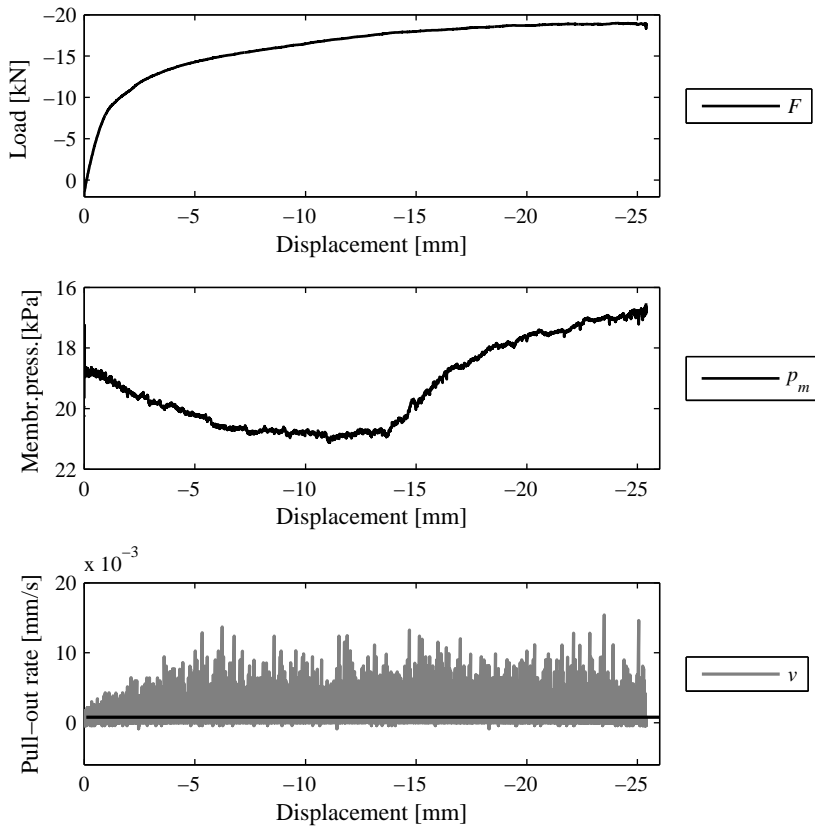 −20
−15
−10
−5
0
Load [kN]
0 −5 −10 −15 −20 −25
Displacement [mm]
F
16
18
20
22
Membr.press.[kPa]
0 −5 −10 −15 −20 −25
Displacement [mm]
p_m
x 10^−3
20
10
0
Pull−out rate [mm/s]
0 −5 −10 −15 −20 −25
Displacement [mm]
v